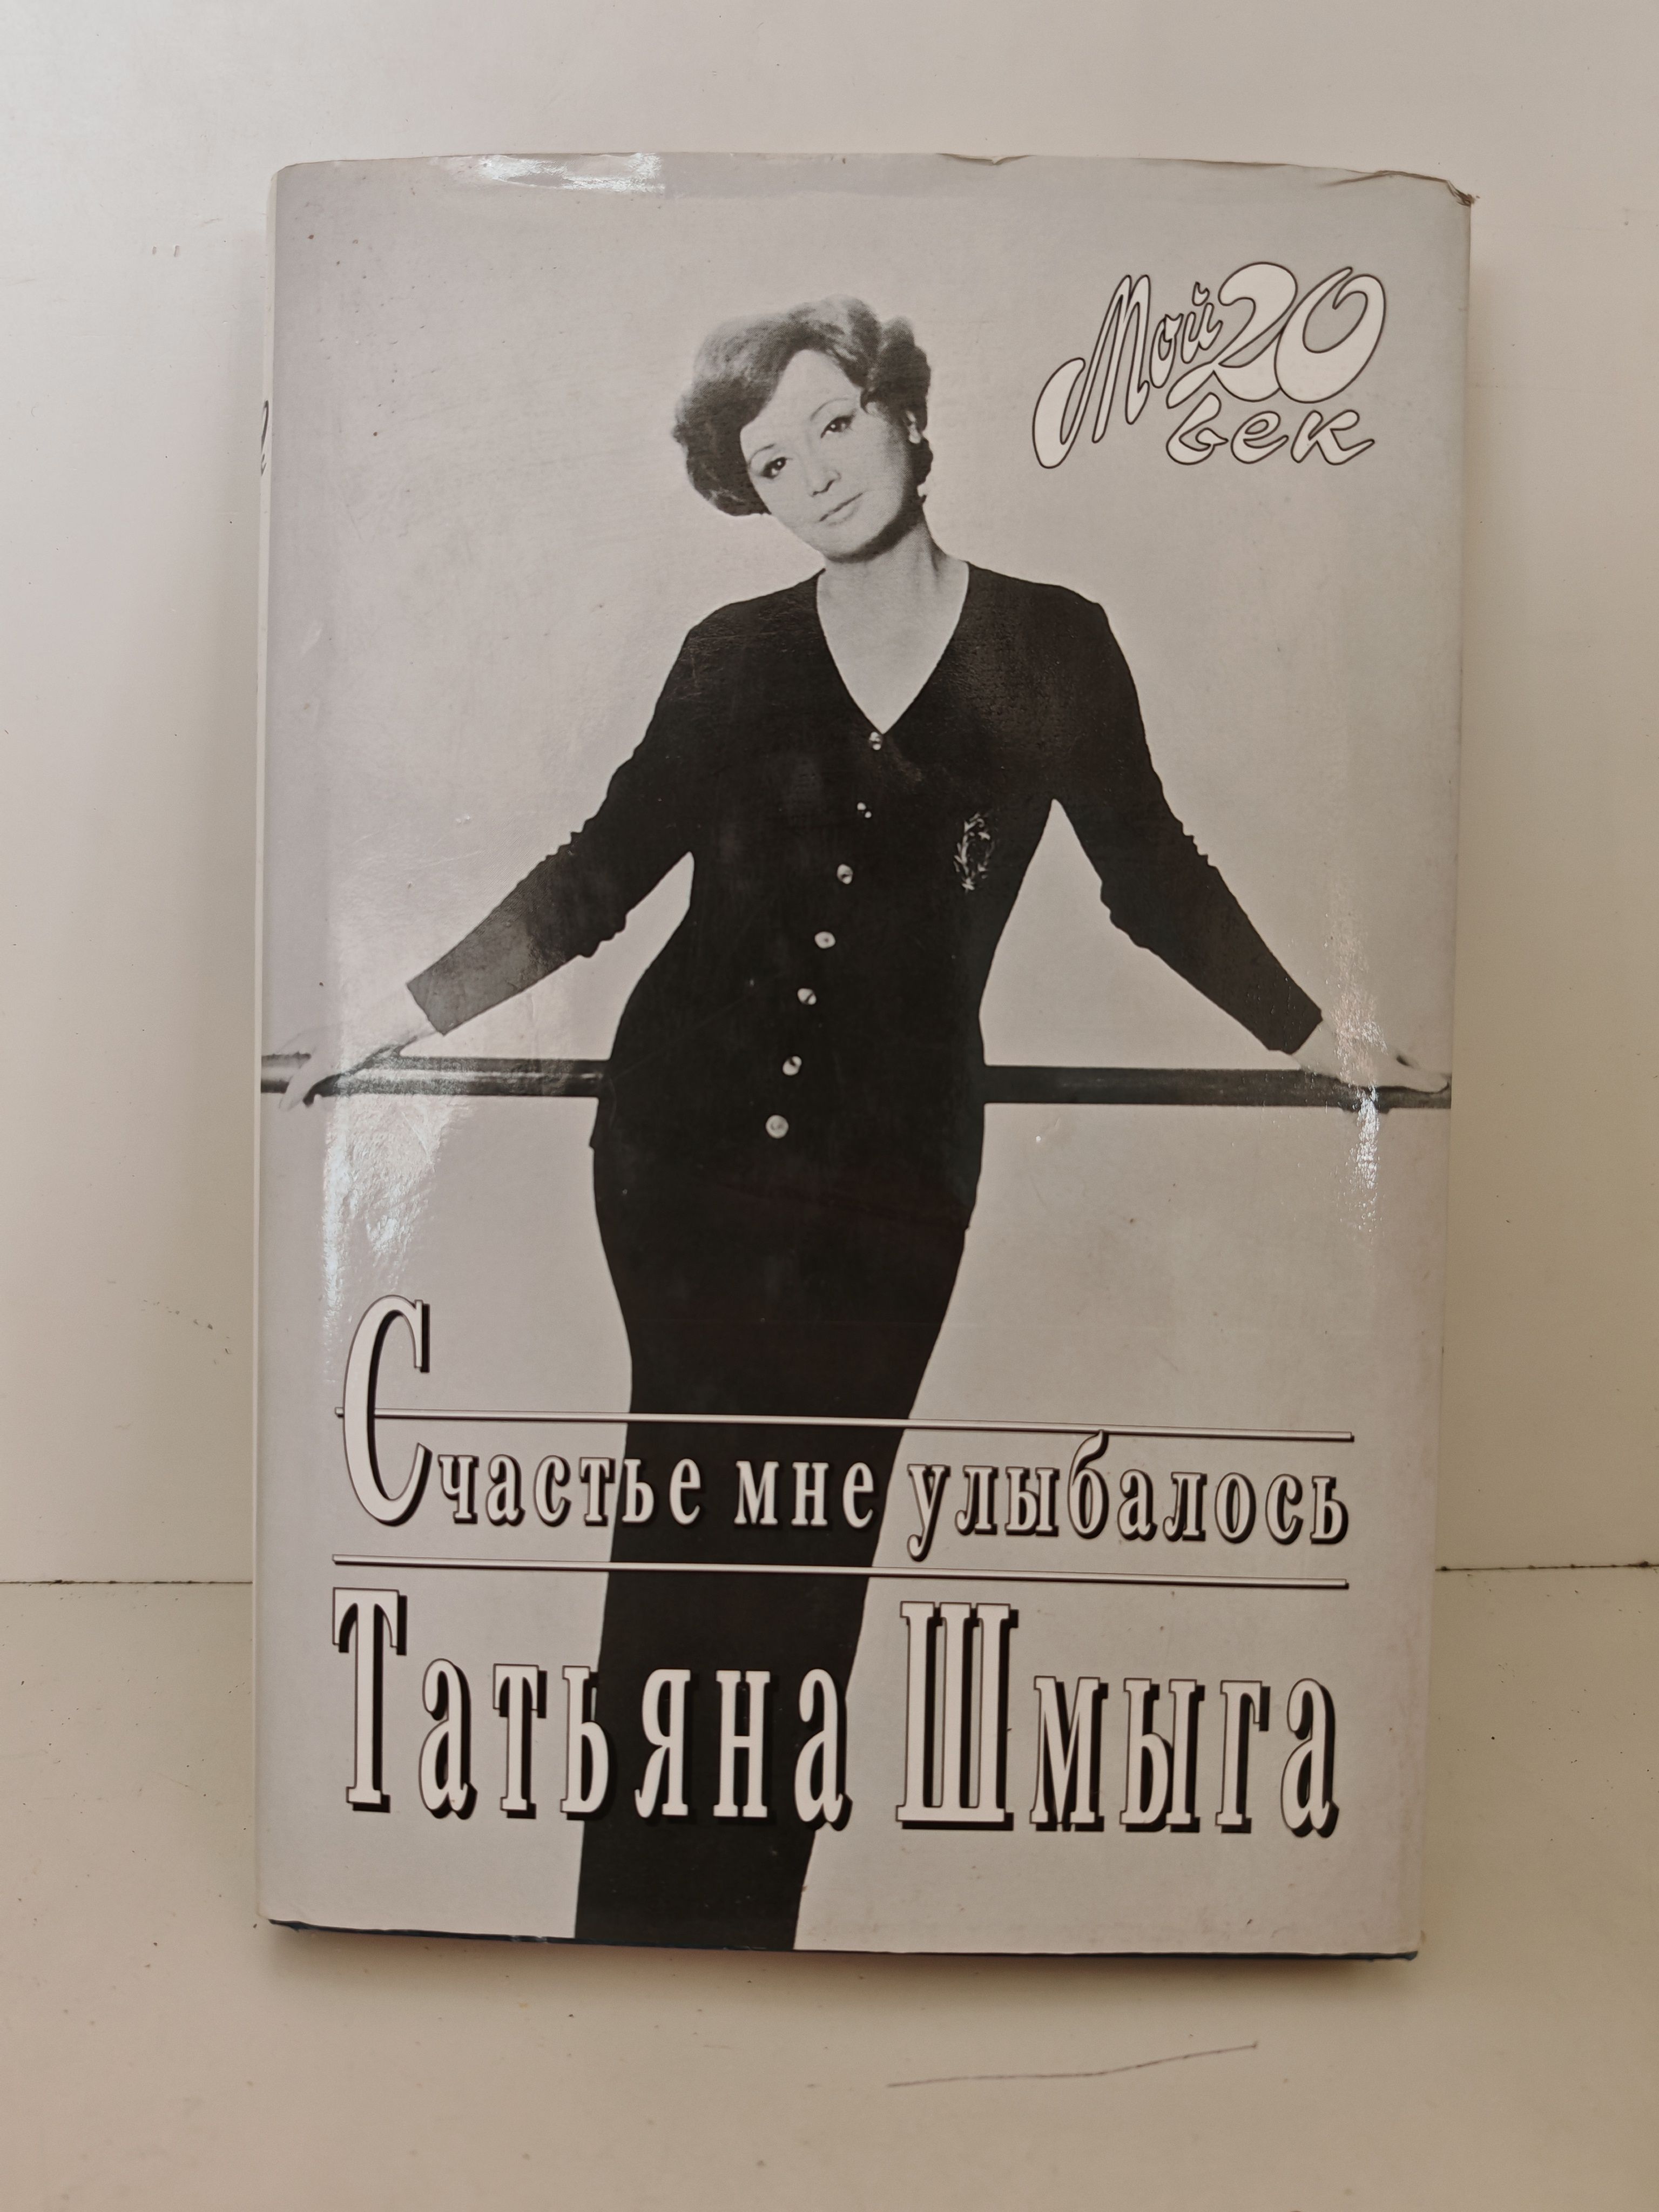 Мой 20
век
Счастье мне улыбалось
Татьяна Шмыга